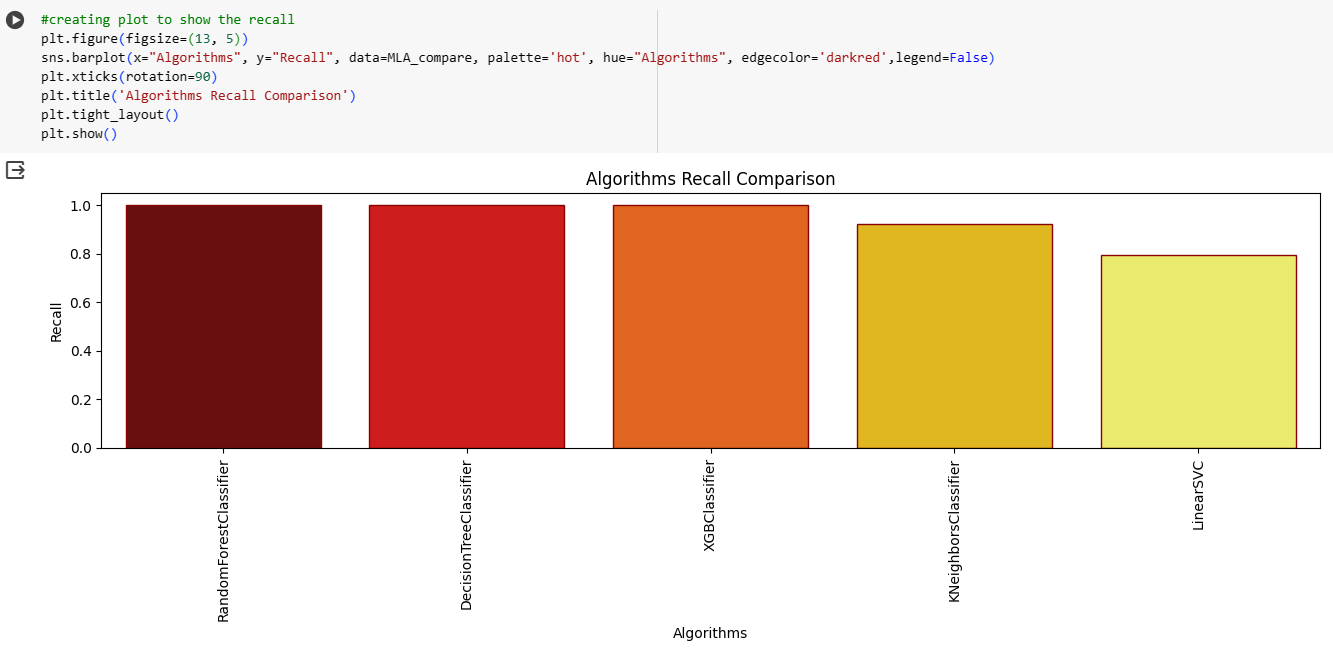 #creating plot to show the recall
plt.figure(figsize=(13, 5))
sns.barplot(x="Algorithms", y="Recall", data=MLA_compare, palette='hot', hue="Algorithms", edgecolor='darkred',legend=False)
plt.xticks(rotation=90)
plt.title('Algorithms Recall Comparison')
plt.tight_layout()
plt.show()
Algorithms Recall Comparison
1.0
0.8
0.6
0.4
0.2
0.0
Recall
RandomForestClassifier
DecisionTreeClassifier
XGBClassifier
KNeighborsClassifier
LinearSVC
Algorithms